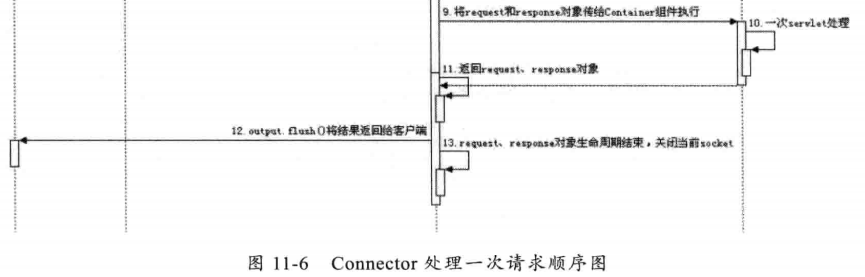 9.将request和response对象传给Container组件执行
10.一次servlet处理
11.返回request、response对象
12.output.flush()将结果返回给客户端
13.request、response对象生命周期结束，关闭当前socket
图 11-6 Connector 处理一次请求顺序图